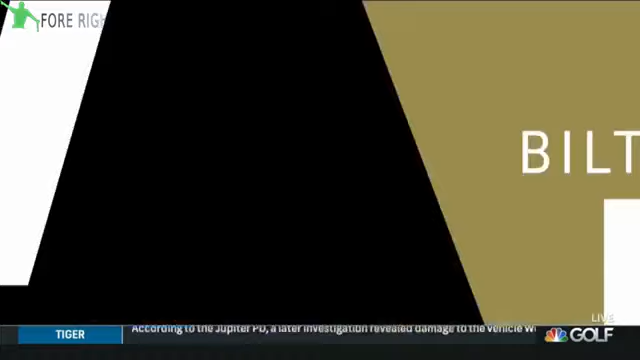 FORE RIGH
BILT
LIVE
TIGER
According to the Jupiter PD, a later investigation revealed damage to the vehicle W
GOLF